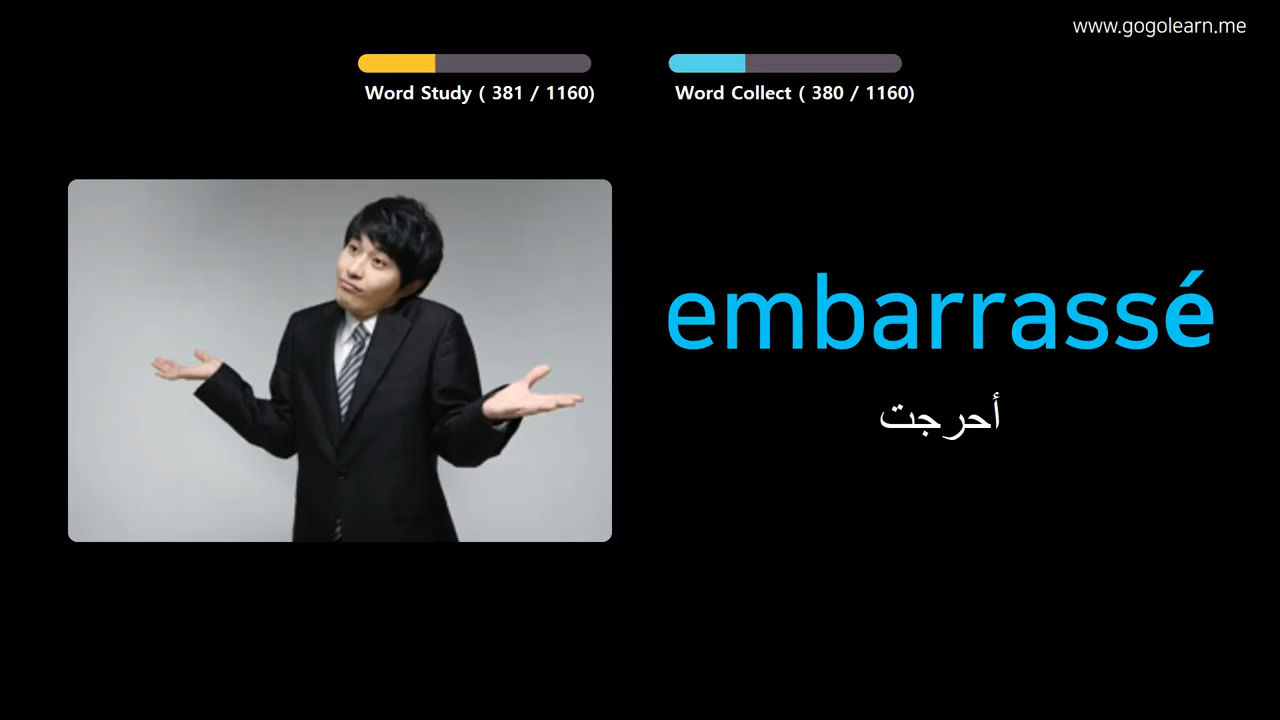 www.gogolearn.me
Word Study ( 381 / 1160)
Word Collect ( 380 / 1160)
embarrassé
أحرجت